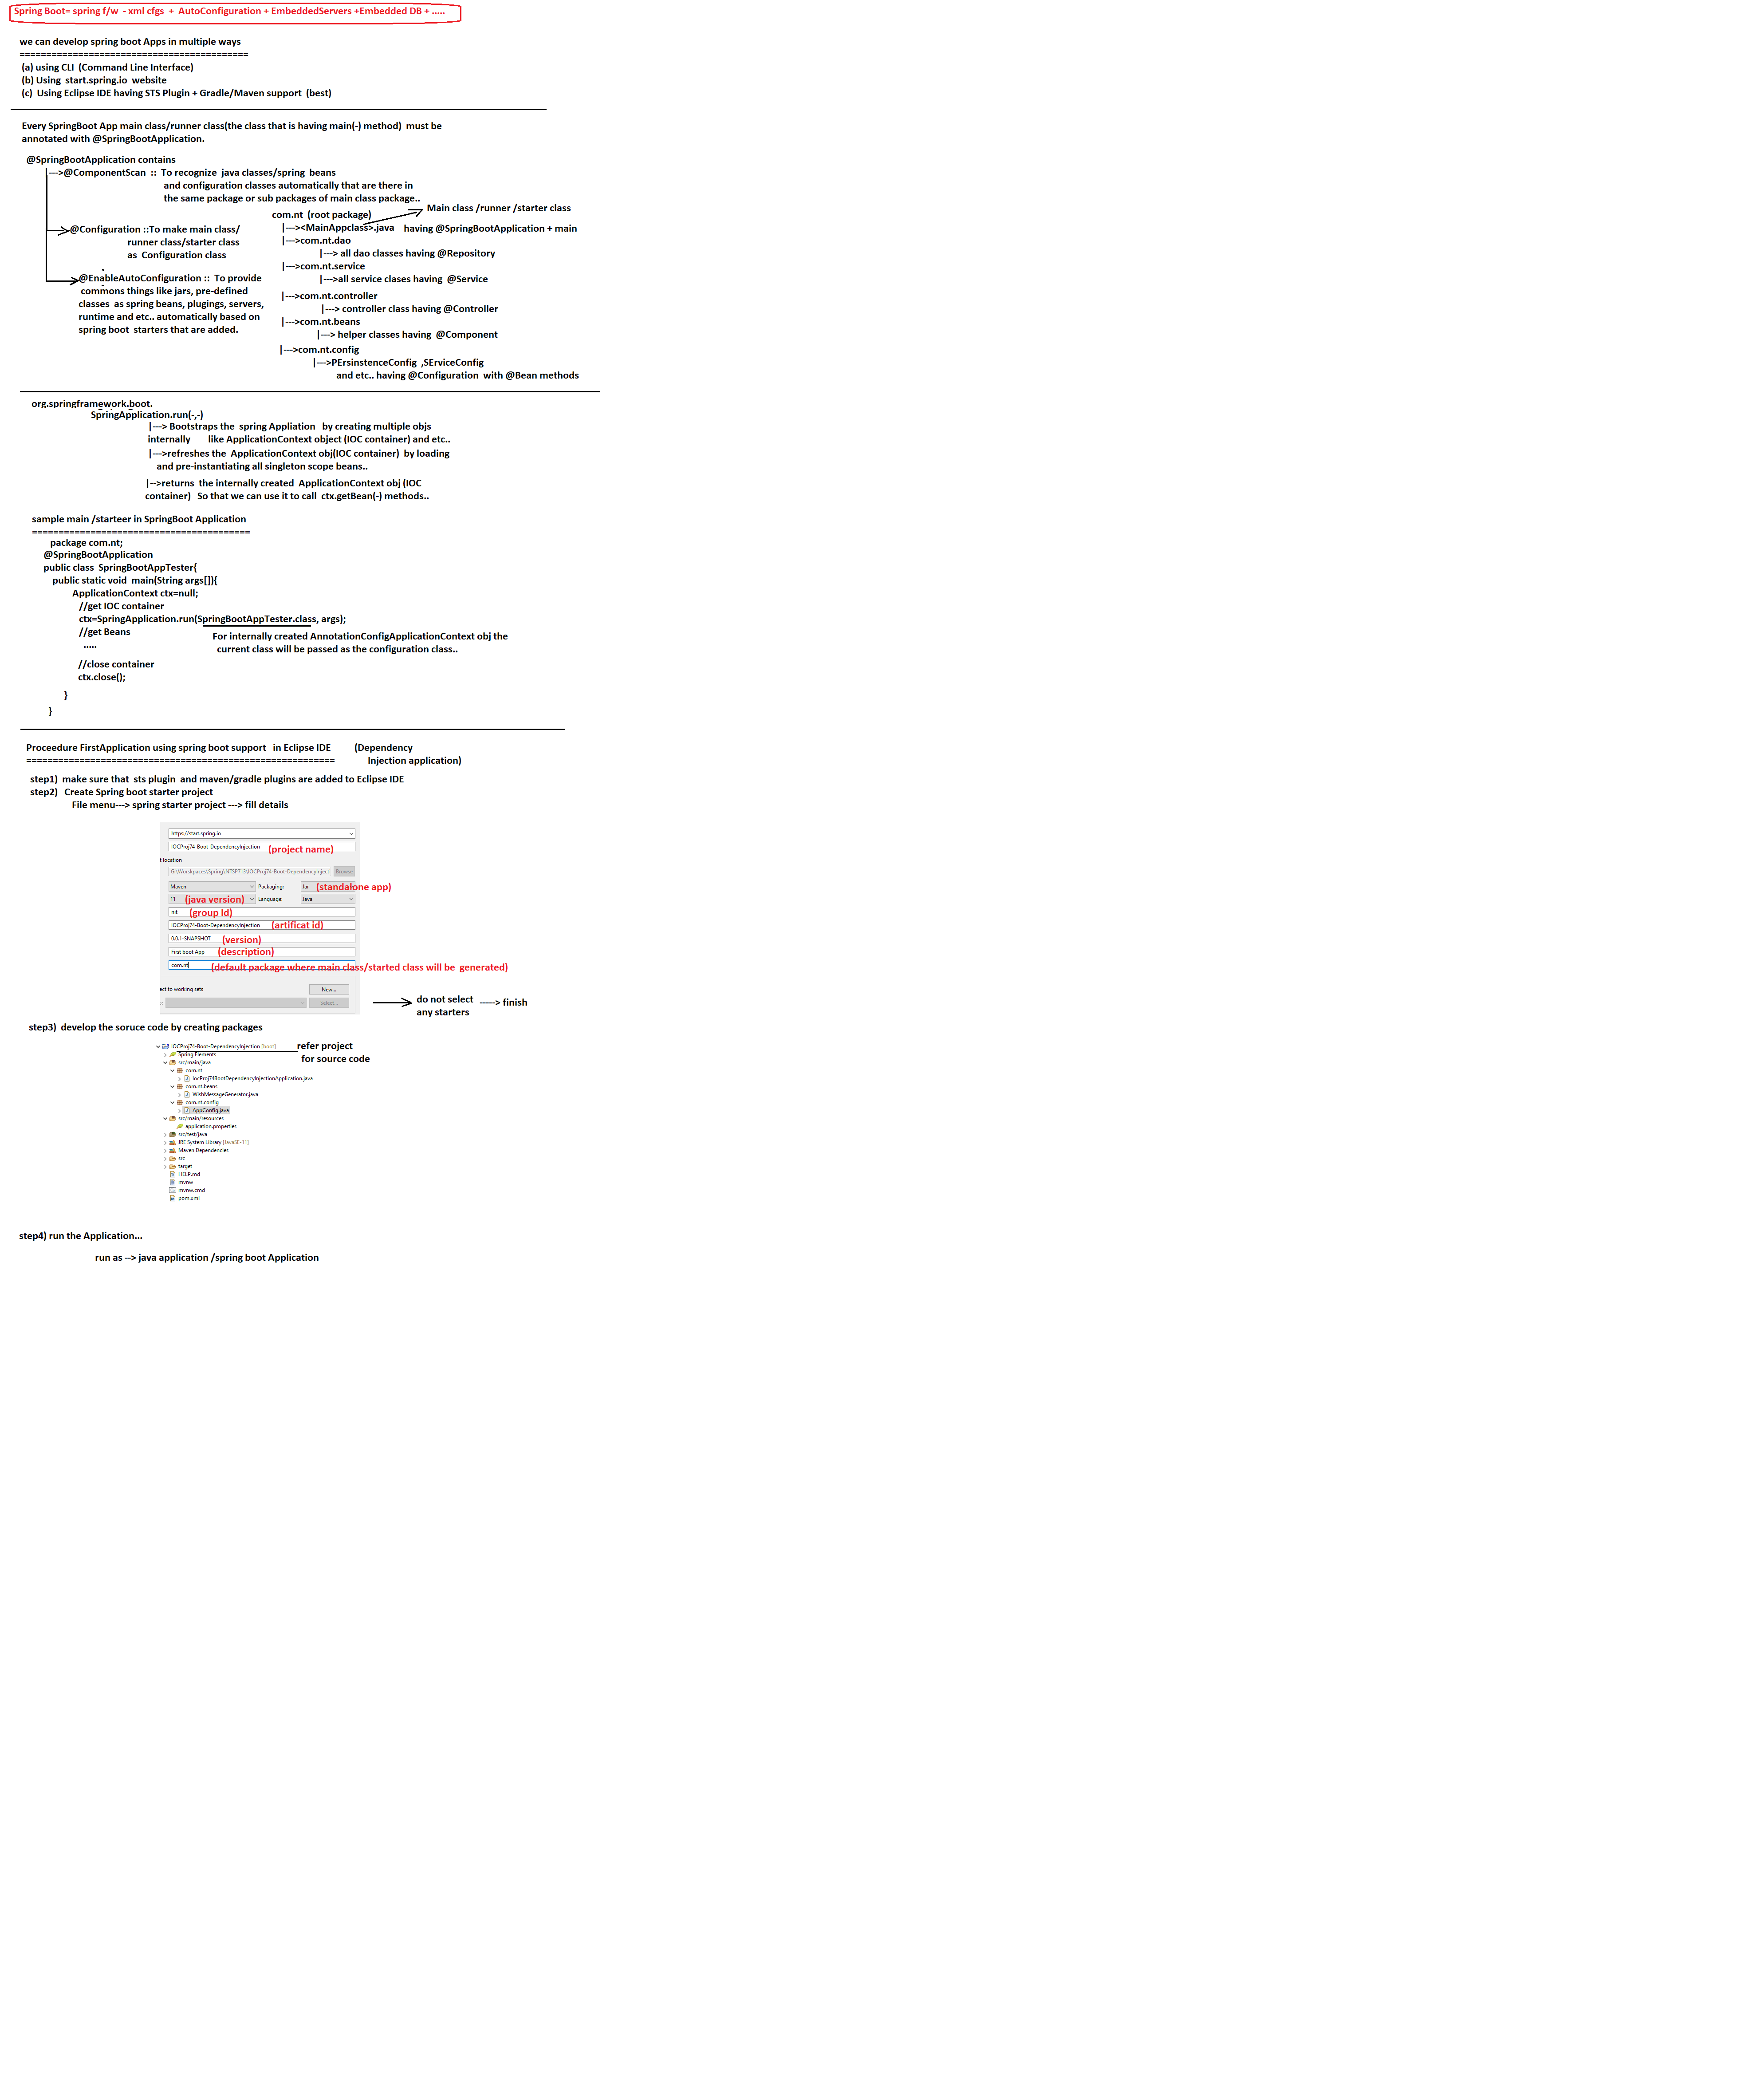 Spring Boot= spring f/w - xml cfgs + AutoConfiguration + EmbeddedServers +Embedded DB + .....
we can develop spring boot Apps in multiple ways
===========================================
(a) using CLI (Command Line Interface)
(b) Using start.spring.io website
(c) Using Eclipse IDE having STS Plugin + Gradle/Maven support (best)
Every SpringBoot App main class/runner class(the class that is having main(-) method) must be
annotated with @SpringBootApplication.
@SpringBootApplication contains
|--->@ComponentScan :: To recognize java classes/spring beans
and configuration classes automatically that are there in
the same package or sub packages of main class package..
@Configuration ::To make main class/
runner class/starter class
as Configuration class
@EnableAutoConfiguration :: To provide
commons things like jars, pre-defined
classes as spring beans, plugings, servers,
runtime and etc.. automatically based on
spring boot starters that are added.
com.nt (root package)
Main class /runner /starter class
|---><MainAppclass>.java having @SpringBootApplication + main
|--->com.nt.dao
|---> all dao classes having @Repository
|--->com.nt.service
|--->all service clases having @Service
|--->com.nt.controller
|---> controller class having @Controller
|--->com.nt.beans
|---> helper classes having @Component
|--->com.nt.config
|--->PErsinstenceConfig ,SErviceConfig
and etc.. having @Configuration with @Bean methods
org.springframework.boot.
SpringApplication.run(-,-)
|---> Bootstraps the spring Appliation by creating multiple objs
internally like ApplicationContext object (IOC container) and etc..
|--->refreshes the ApplicationContext obj(IOC container) by loading
and pre-instantiating all singleton scope beans..
|-->returns the internally created ApplicationContext obj (IOC
container) So that we can use it to call ctx.getBean(-) methods..
sample main /starteer in SpringBoot Application
=========================================
package com.nt;
@SpringBootApplication
public class SpringBootAppTester{
public static void main(String args[]){
ApplicationContext ctx=null;
//get IOC container
ctx=SpringApplication.run(SpringBootAppTester.class, args);
//get Beans
.....
For internally created AnnotationConfigApplicationContext obj the
current class will be passed as the configuration class..
//close container
ctx.close();
}
}
Proceedure FirstApplication using spring boot support in Eclipse IDE (Dependency
========================================================== Injection application)
step1) make sure that sts plugin and maven/gradle plugins are added to Eclipse IDE
step2) Create Spring boot starter project
File menu---> spring starter project ---> fill details
https://start.spring.io
IOCProj74-Boot-DependencyInjection (project name)
t location
G:\Worskpaces\Spring\NTSP713\IOCProj74-Boot-DependencyInject Browse
Maven Packaging: Jar (standalone app)
11 (java version) Language: Java
nit (group Id)
IOCProj74-Boot-DependencyInjection (artificat id)
0.0.1-SNAPSHOT (version)
First boot App (description)
com.nt (default package where main class/started class will be generated)
ect to working sets New...
Select...
do not select -----> finish
any starters
step3) develop the soruce code by creating packages
IOCProj74-Boot-DependencyInjection [boot] refer project
for source code
Spring Elements
src/main/java
com.nt
IocProj74BootDependencyInjectionApplication.java
com.nt.beans
WishMessageGenerator.java
com.nt.config
AppConfig.java
src/main/resources
application.properties
src/test/java
JRE System Library [JavaSE-11]
Maven Dependencies
src
target
HELP.md
mvnw
mvnw.cmd
pom.xml
step4) run the Application...
run as --> java application /spring boot Application